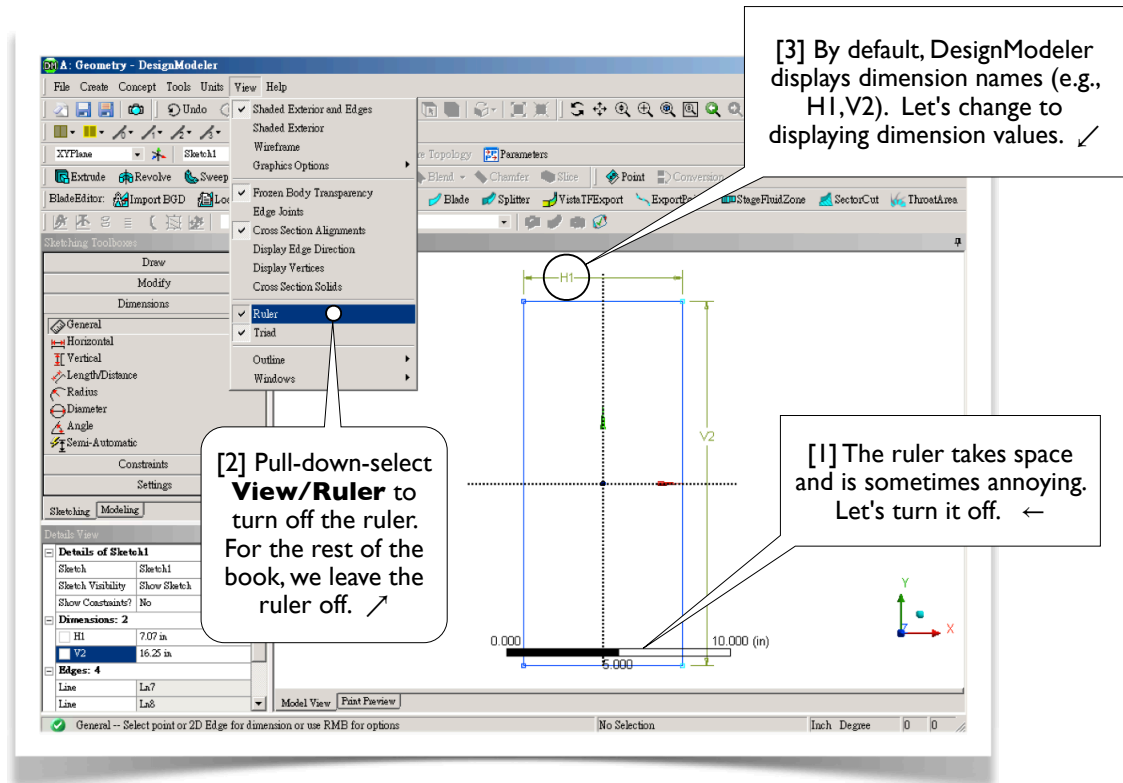 A: Geometry - DesignModeler
File Create Concept Tools Units View Help
Undo
XYPlane Sketch1
Topology Parameters
Extrude Revolve Sweep
Blend Chamfer Slice Point Conversion
BladeEditor: Import BGD
Blade Splitter VistaTFExport StageFluidZone SectorCut ThroatArea
Shaded Exterior and Edges
Shaded Exterior
Wireframe
Graphics Options
Frozen Body Transparency
Edge Joints
Cross Section Alignments
Display Edge Direction
Display Vertices
Cross Section Solids
Ruler
Triad
Outline
Windows
Sketching Toolboxes
Draw
Modify
Dimensions
General
Horizontal
Vertical
Length/Distance
Radius
Diameter
Angle
Semi-Automatic
Constraints
Settings
Sketching Modeling
Details View
Details of Sketch1
Sketch Sketch1
Sketch Visibility Show Sketch
Show Constraints? No
Dimensions: 2
H1 7.07 in
V2 16.25 in
Edges: 4
Line Ln7
Line Ln8
[3] By default, DesignModeler
displays dimension names (e.g.,
H1,V2). Let's change to
displaying dimension values. ↙
H1
V2
[2] Pull-down-select
View/Ruler to
turn off the ruler.
For the rest of the
book, we leave the
ruler off. ↗
[1] The ruler takes space
and is sometimes annoying.
Let's turn it off. ←
Y
Z X
0.000 10.000 (in)
5.000
Model View Print Preview
General -- Select point or 2D Edge for dimension or use RMB for options No Selection Inch Degree 0 0